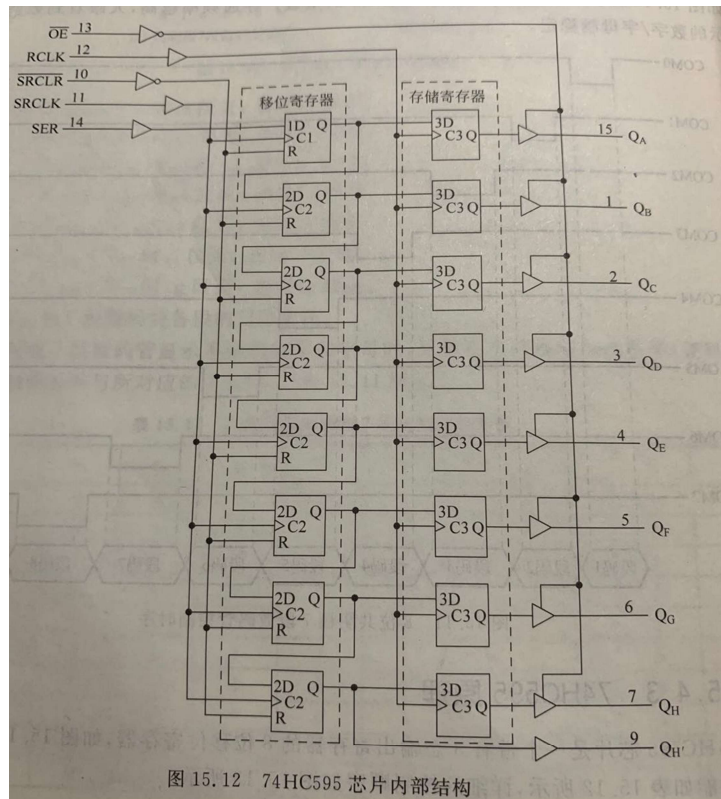 OE 13
RCLK 12
SRCLR 10
SRCLK 11
SER 14
移位寄存器
存储寄存器
1D Q
C1
R
3D
C3 Q
15 QA
2D Q
C2
R
3D
C3 Q
1 QB
2D Q
C2
R
3D
C3 Q
2 QC
2D Q
C2
R
3D
C3 Q
3 QD
2D Q
C2
R
3D
C3 Q
4 QE
2D Q
C2
R
3D
C3 Q
5 QF
2D Q
C2
R
3D
C3 Q
6 QG
2D Q
C2
R
3D
C3 Q
7 QH
9 QH'
图 15.12 74HC595 芯片内部结构